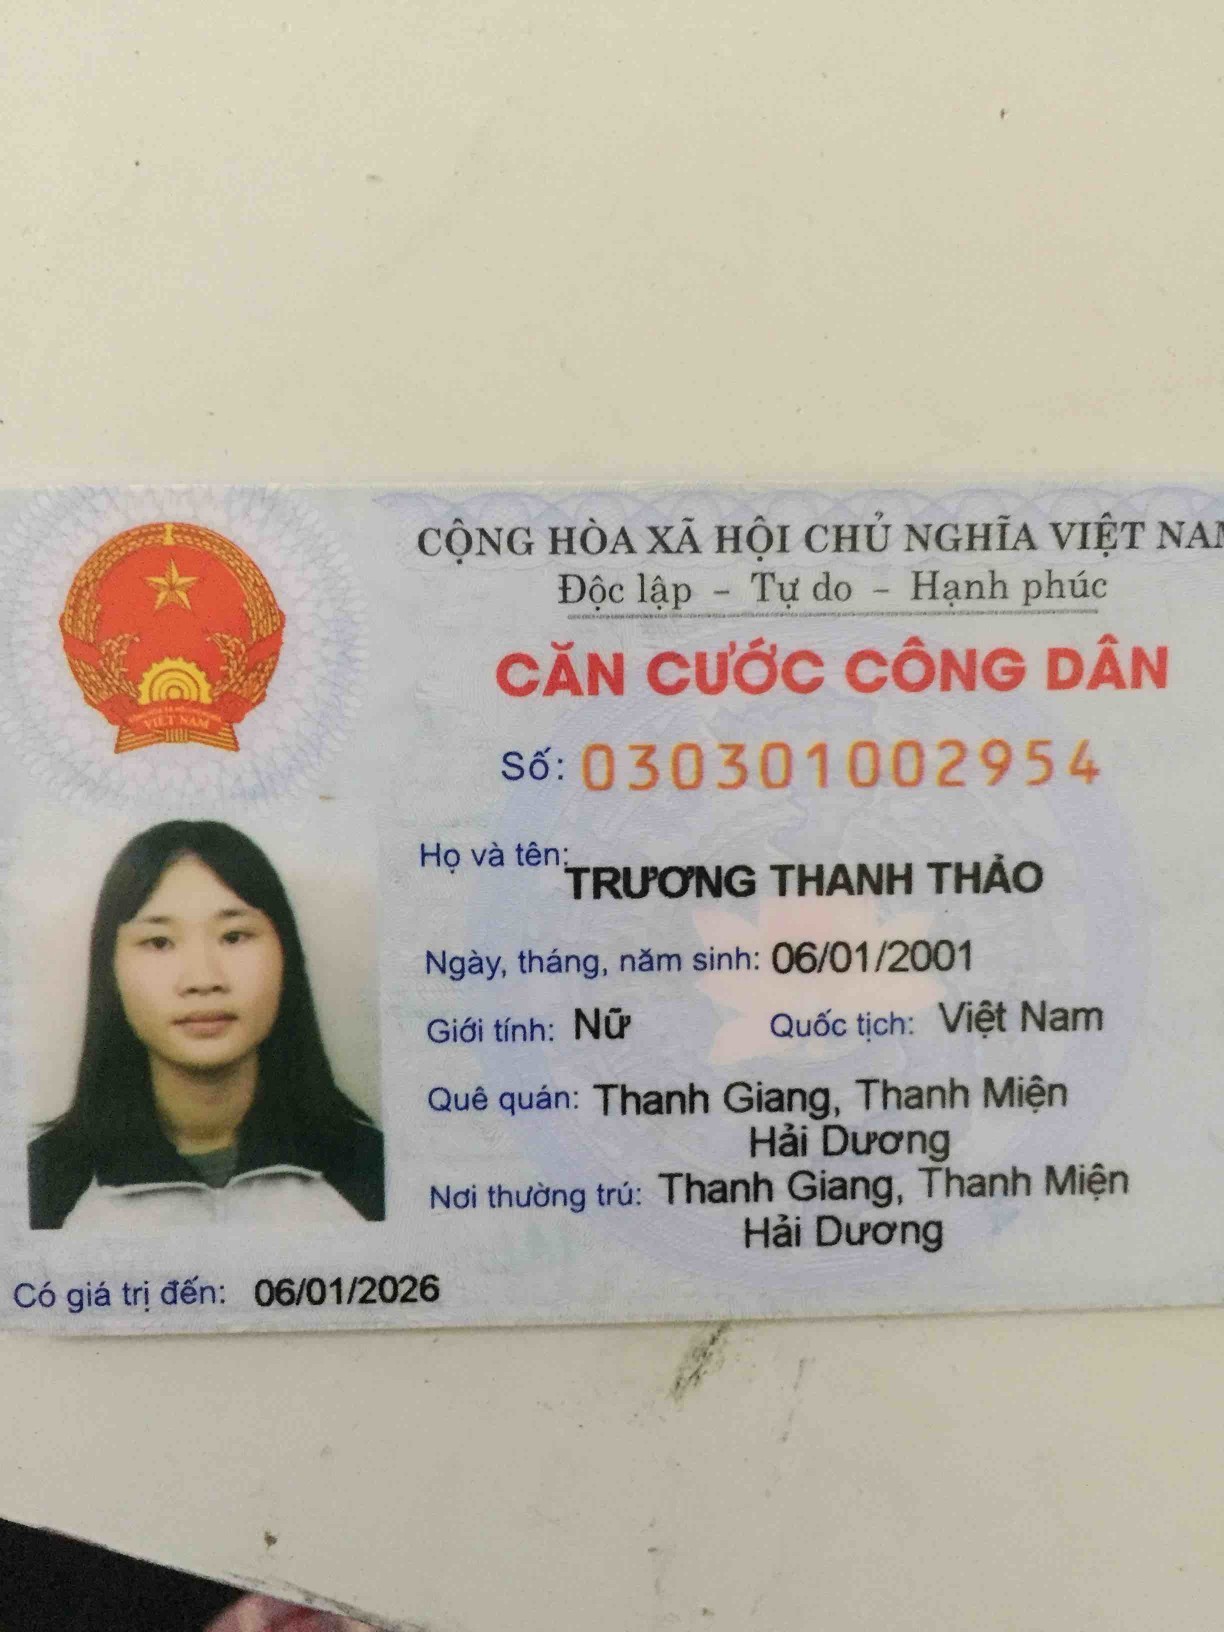 CỘNG HÒA XÃ HỘI CHỦ NGHĨA VIỆT NAM
Độc lập - Tự do - Hạnh phúc
CĂN CƯỚC CÔNG DÂN
VIỆT NAM
Số: 030301002954
Họ và tên: TRƯƠNG THANH THẢO
Ngày, tháng, năm sinh: 06/01/2001
Giới tính: Nữ Quốc tịch: Việt Nam
Quê quán: Thanh Giang, Thanh Miện
Hải Dương
Nơi thường trú: Thanh Giang, Thanh Miện
Hải Dương
Có giá trị đến: 06/01/2026